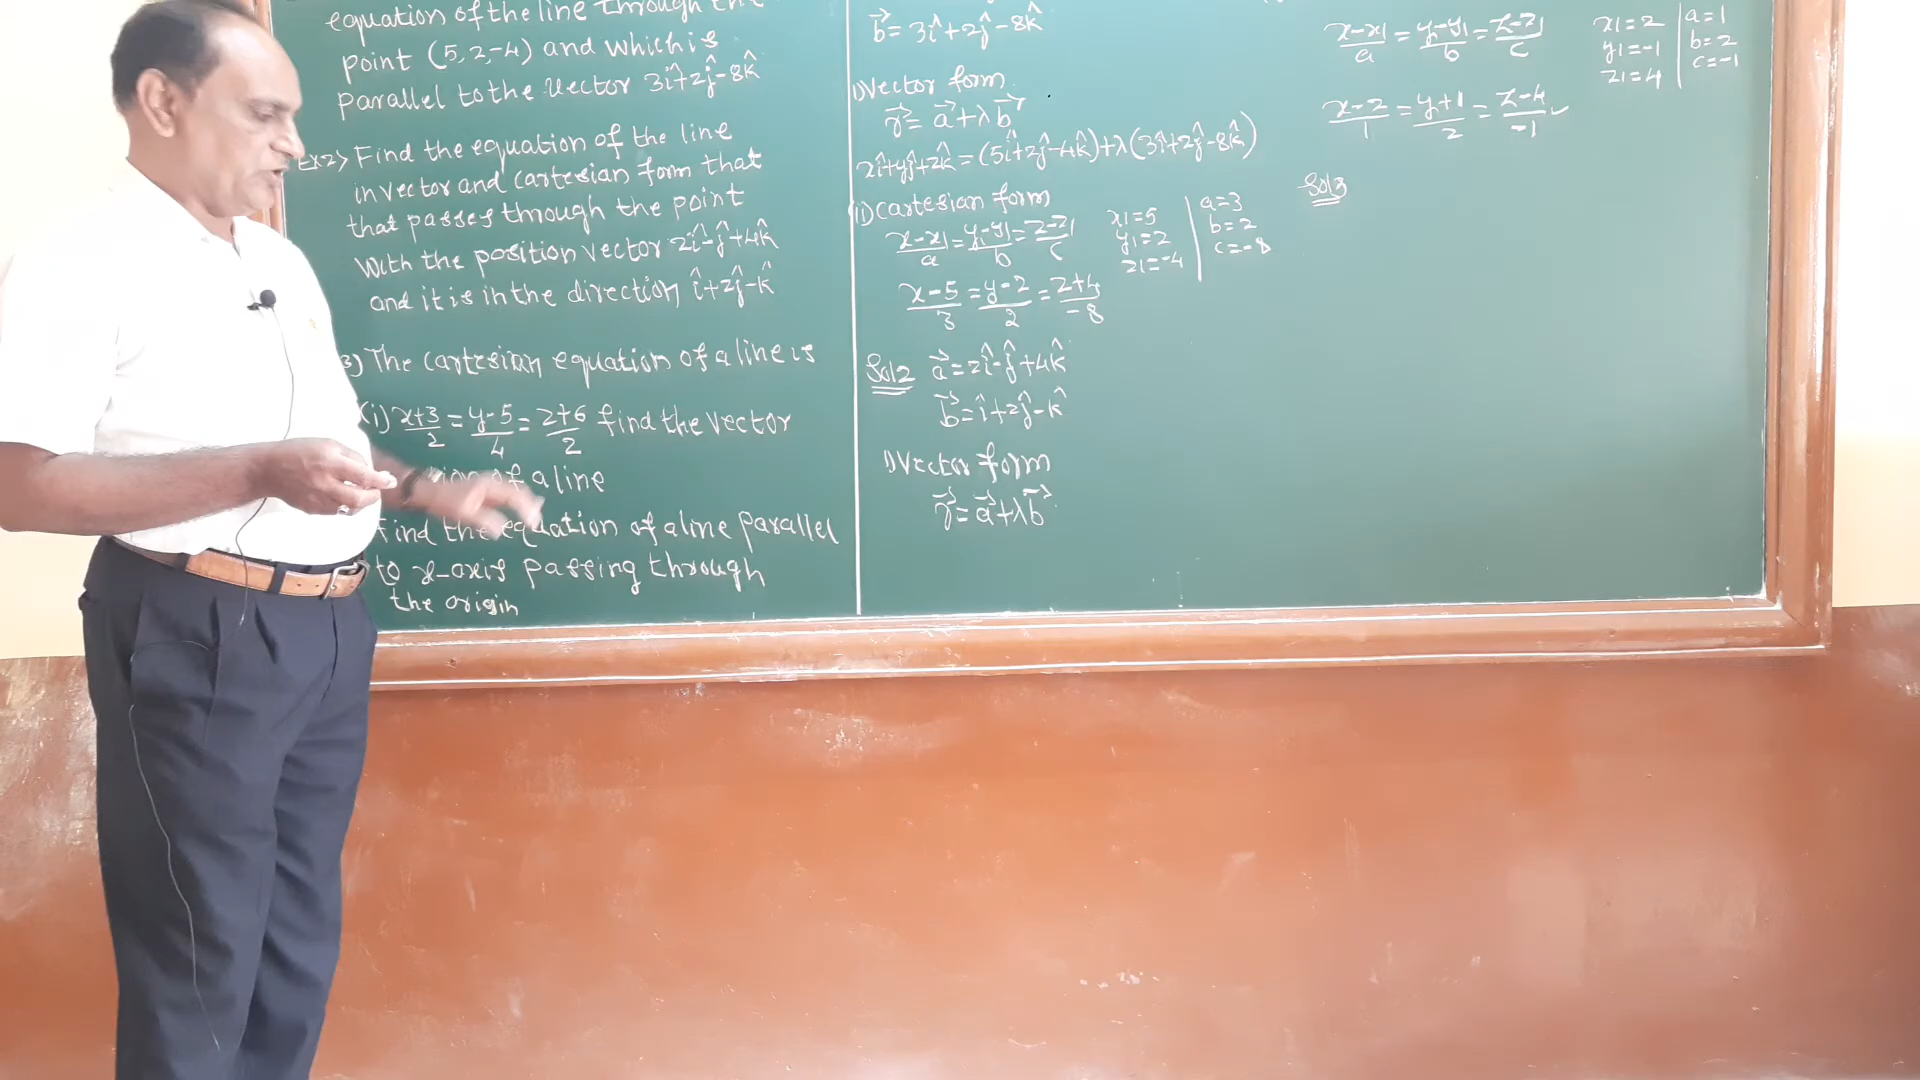 equation of the line through the
point (5, 2, -4) and which is
parallel to the vector 3î+2ĵ-8k̂
Ex2) Find the equation of the line
in vector and cartesian form that
that passes through the point
with the position vector 2î-ĵ+4k̂
and it is in the direction î+2ĵ-k̂
3) The cartesian equation of a line is
(i) x+3/2 = y-5/4 = z+6/2 find the vector
of a line
Find the equation of a line parallel
to x-axis passing through
the origin
b⃗ = 3î+2ĵ-8k̂
i) Vector form
r⃗ = a⃗+λb⃗
xî+yĵ+zk̂ = (5î+2ĵ-4k̂)+λ(3î+2ĵ-8k̂)
ii) Cartesian form
x-x1/a = y-y1/b = z-z1/c
x1=5 a=3
y1=2 b=2
z1=-4 c=-8
x-5/3 = y-2/2 = z+4/-8
Sol2 a⃗ = 2î-ĵ+4k̂
b⃗ = î+2ĵ-k̂
i) Vector form
r⃗ = a⃗+λb⃗
x-x1/a = y-y1/b = z-z1/c
x1=2 a=1
y1=-1 b=2
z1=4 c=-1
x-2/1 = y+1/2 = z-4/-1
Sol3